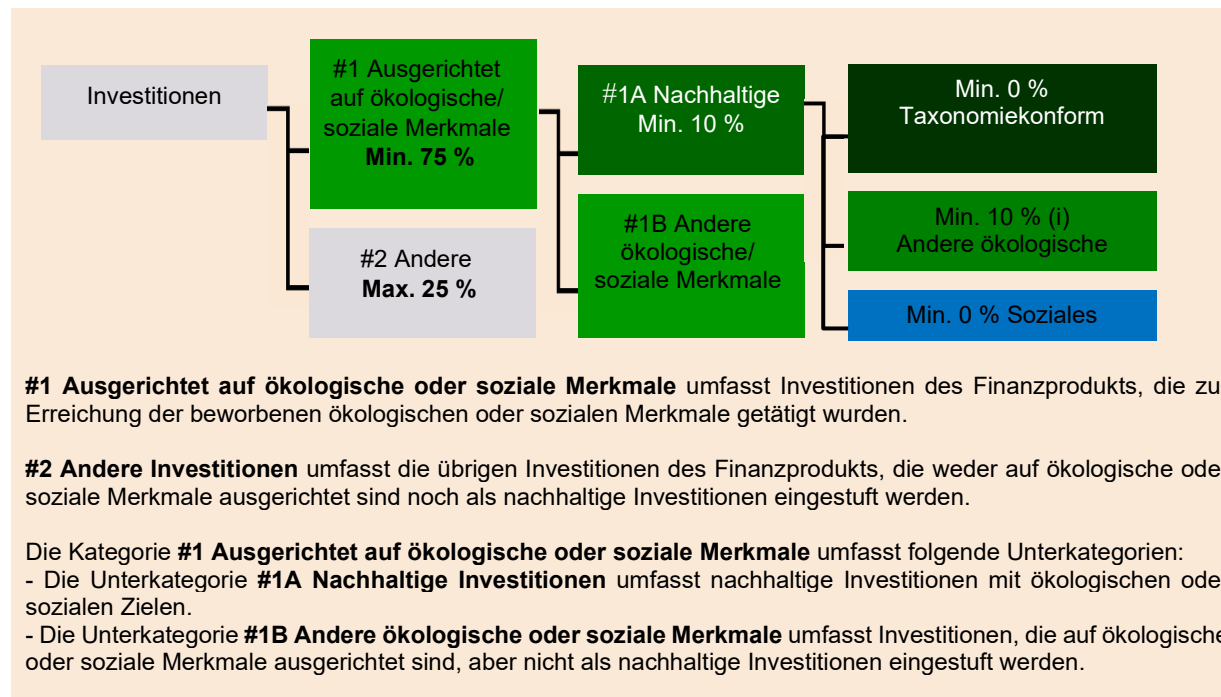 Investitionen
#1 Ausgerichtet
auf ökologische/
soziale Merkmale
Min. 75 %
#2 Andere
Max. 25 %
#1A Nachhaltige
Min. 10 %
#1B Andere
ökologische/
soziale Merkmale
Min. 0 %
Taxonomiekonform
Min. 10 % (i)
Andere ökologische
Min. 0 % Soziales
#1 Ausgerichtet auf ökologische oder soziale Merkmale umfasst Investitionen des Finanzprodukts, die zu
Erreichung der beworbenen ökologischen oder sozialen Merkmale getätigt wurden.
#2 Andere Investitionen umfasst die übrigen Investitionen des Finanzprodukts, die weder auf ökologische ode
soziale Merkmale ausgerichtet sind noch als nachhaltige Investitionen eingestuft werden.
Die Kategorie #1 Ausgerichtet auf ökologische oder soziale Merkmale umfasst folgende Unterkategorien:
- Die Unterkategorie #1A Nachhaltige Investitionen umfasst nachhaltige Investitionen mit ökologischen ode
sozialen Zielen.
- Die Unterkategorie #1B Andere ökologische oder soziale Merkmale umfasst Investitionen, die auf ökologische
oder soziale Merkmale ausgerichtet sind, aber nicht als nachhaltige Investitionen eingestuft werden.